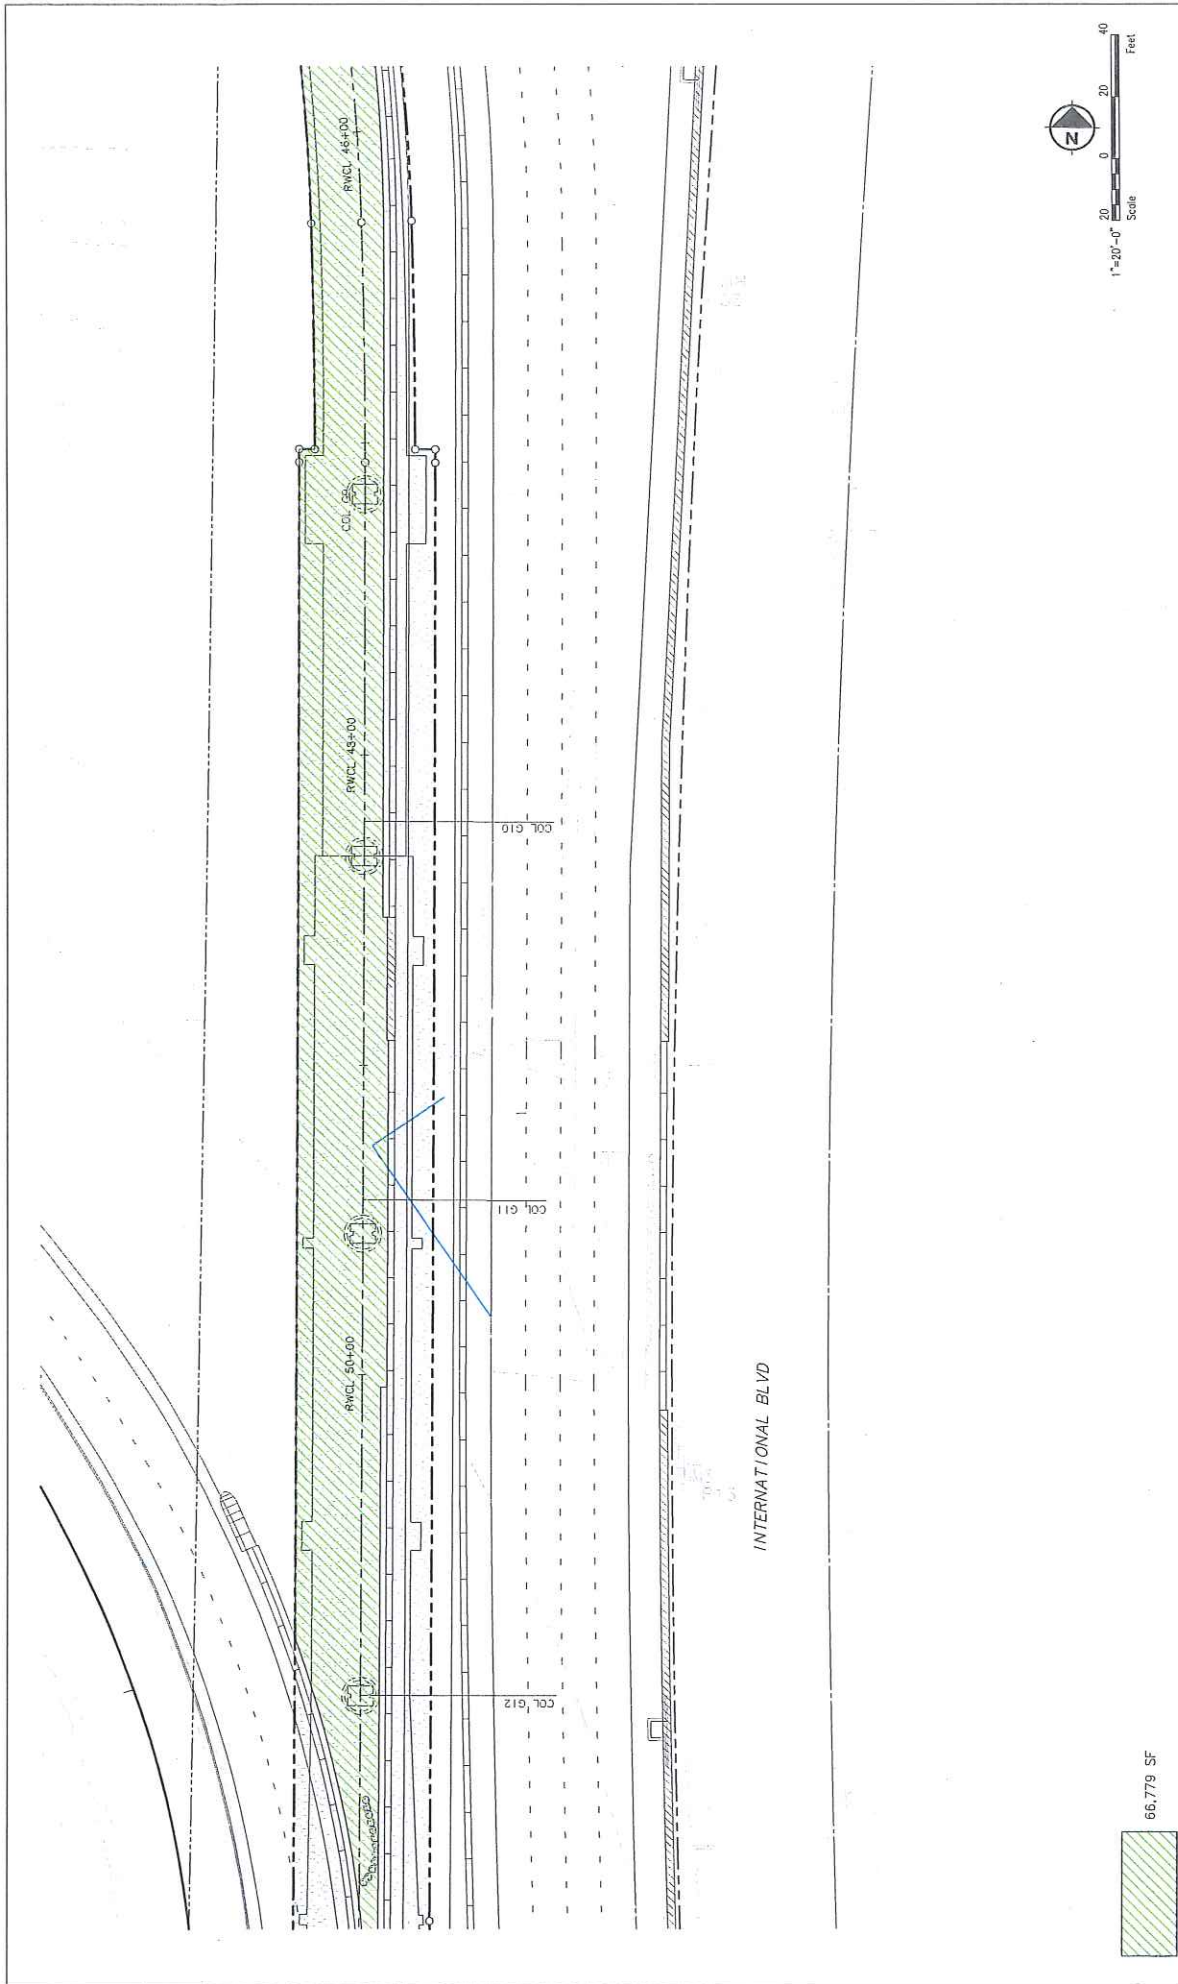 RWCL 46+00
COL G9
RWCL 48+00
COL G10
COL G11
RWCL 50+00
COL G12
INTERNATIONAL BLVD
N
20 0 20 40
1"=20'-0" Scale Feet
66,779 SF